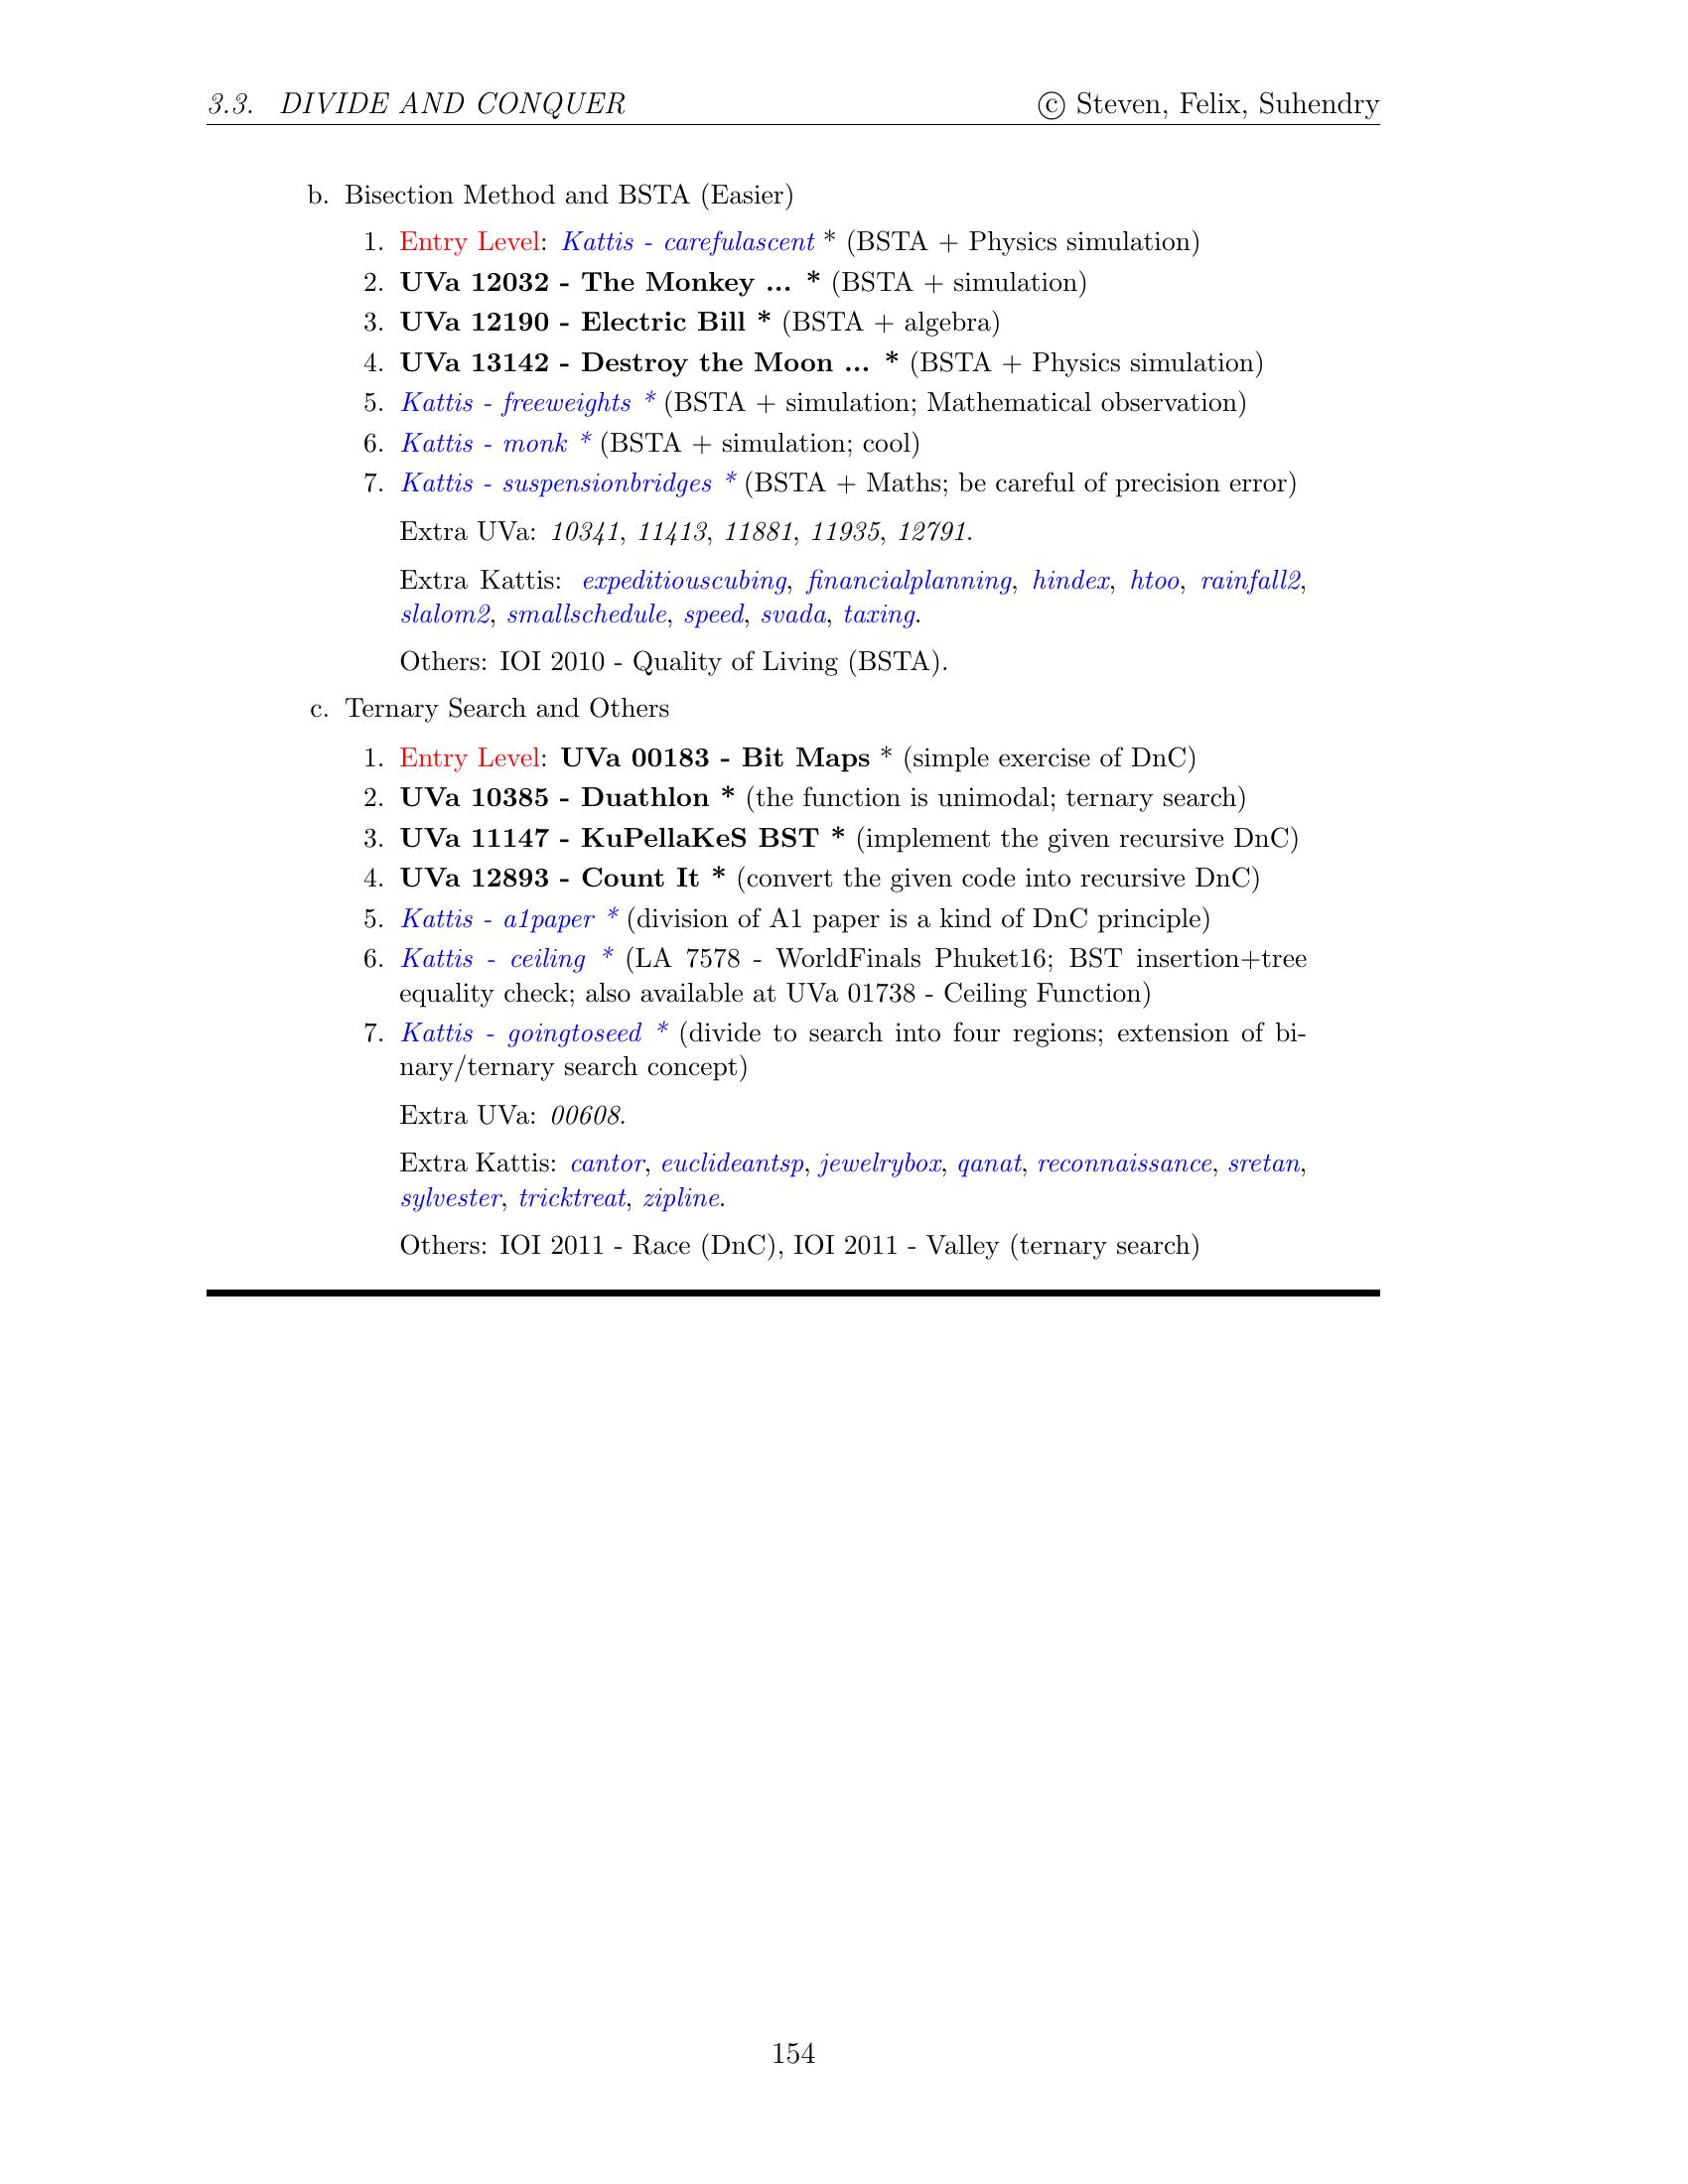 3.3. DIVIDE AND CONQUER © Steven, Felix, Suhendry
b. Bisection Method and BSTA (Easier)
1. Entry Level: Kattis - carefulascent * (BSTA + Physics simulation)
2. UVa 12032 - The Monkey ... * (BSTA + simulation)
3. UVa 12190 - Electric Bill * (BSTA + algebra)
4. UVa 13142 - Destroy the Moon ... * (BSTA + Physics simulation)
5. Kattis - freeweights * (BSTA + simulation; Mathematical observation)
6. Kattis - monk * (BSTA + simulation; cool)
7. Kattis - suspensionbridges * (BSTA + Maths; be careful of precision error)
Extra UVa: 10341, 11413, 11881, 11935, 12791.
Extra Kattis: expeditiouscubing, financialplanning, hindex, htoo, rainfall2,
slalom2, smallschedule, speed, svada, taxing.
Others: IOI 2010 - Quality of Living (BSTA).
c. Ternary Search and Others
1. Entry Level: UVa 00183 - Bit Maps * (simple exercise of DnC)
2. UVa 10385 - Duathlon * (the function is unimodal; ternary search)
3. UVa 11147 - KuPellaKeS BST * (implement the given recursive DnC)
4. UVa 12893 - Count It * (convert the given code into recursive DnC)
5. Kattis - a1paper * (division of A1 paper is a kind of DnC principle)
6. Kattis - ceiling * (LA 7578 - WorldFinals Phuket16; BST insertion+tree
equality check; also available at UVa 01738 - Ceiling Function)
7. Kattis - goingtoseed * (divide to search into four regions; extension of bi-
nary/ternary search concept)
Extra UVa: 00608.
Extra Kattis: cantor, euclideantsp, jewelrybox, qanat, reconnaissance, sretan,
sylvester, tricktreat, zipline.
Others: IOI 2011 - Race (DnC), IOI 2011 - Valley (ternary search)
154